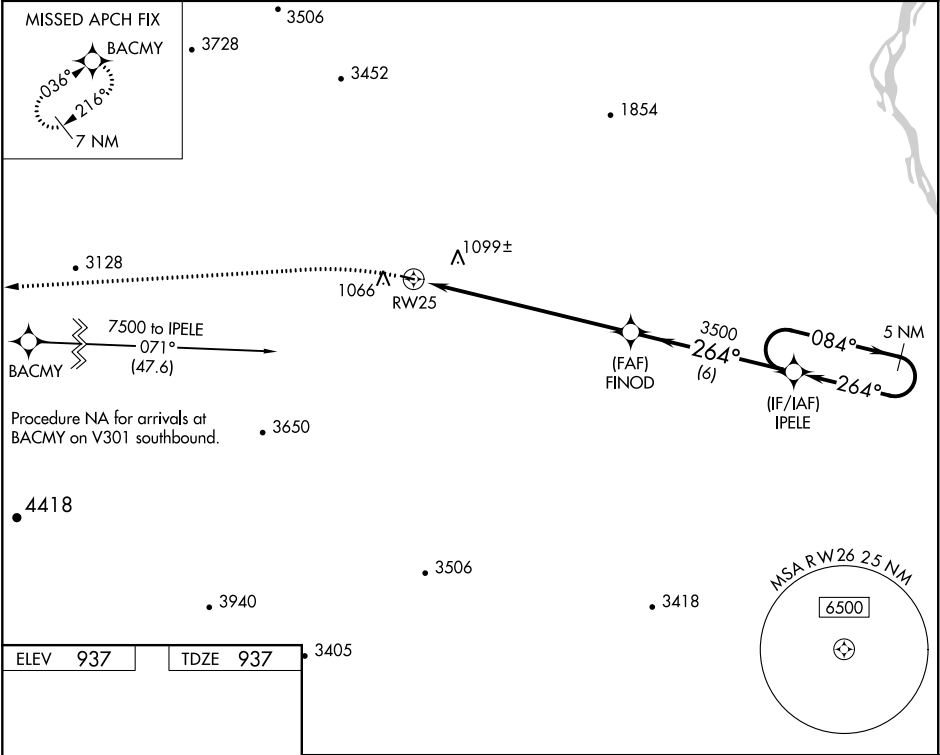 MISSED APCH FIX
BACMY
036°
216°
7 NM
3506
3728
3452
1854
3128
1066
1099±
RW25
7500 to IPELE
071°
(47.6)
BACMY
(FAF)
FINOD
3500
264°
(6)
084°
5 NM
264°
(IF/IAF)
IPELE
Procedure NA for arrivals at
BACMY on V301 southbound.
3650
4418
3506
3940
3418
3405
MSA RW26 25 NM
6500
ELEV 937
TDZE 937